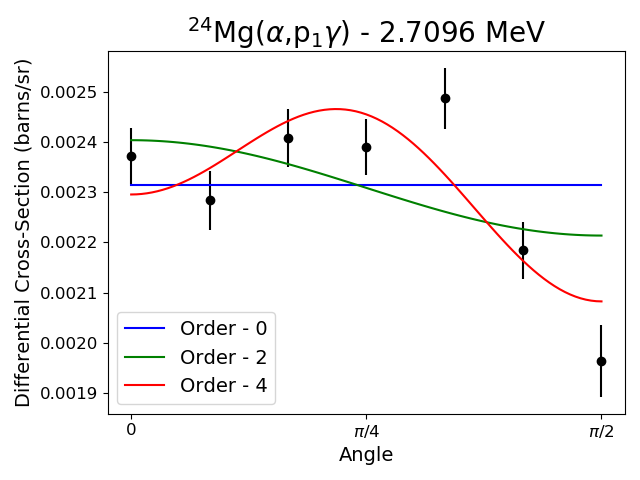 ²⁴Mg(α,p₁γ) - 2.7096 MeV
Differential Cross-Section (barns/sr)
0.0025
0.0024
0.0023
0.0022
0.0021
0.0020
0.0019
Order - 0
Order - 2
Order - 4
0
π/4
π/2
Angle